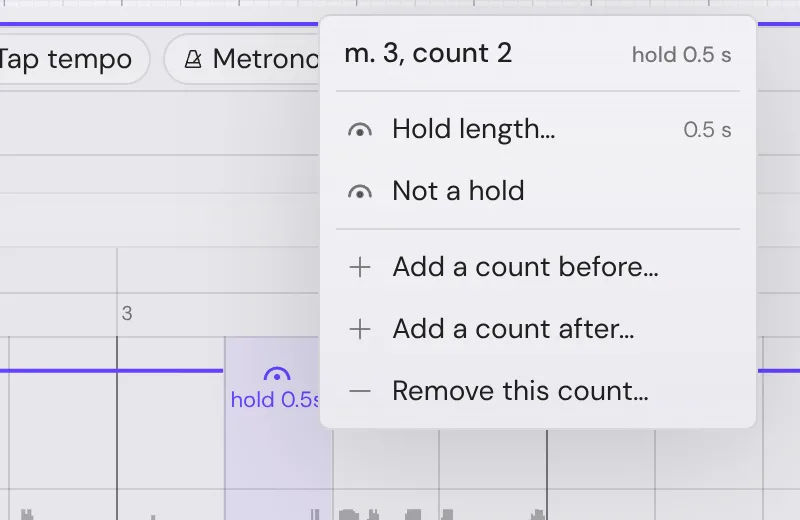 Tap tempo
m. 3, count 2
hold 0.5 s
Hold length...
0.5 s
Not a hold
Add a count before...
Add a count after...
Remove this count...
3
hold 0.5s